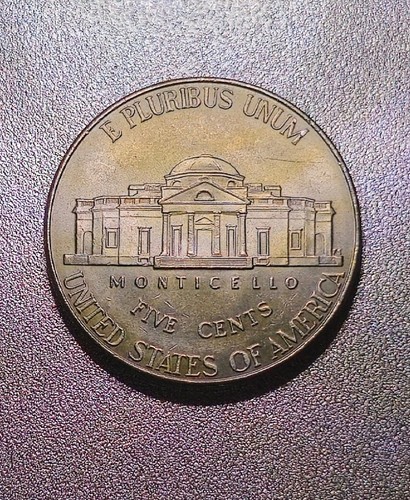 E PLURIBUS UNUM
MONTICELLO
FIVE CENTS
UNITED STATES OF AMERICA